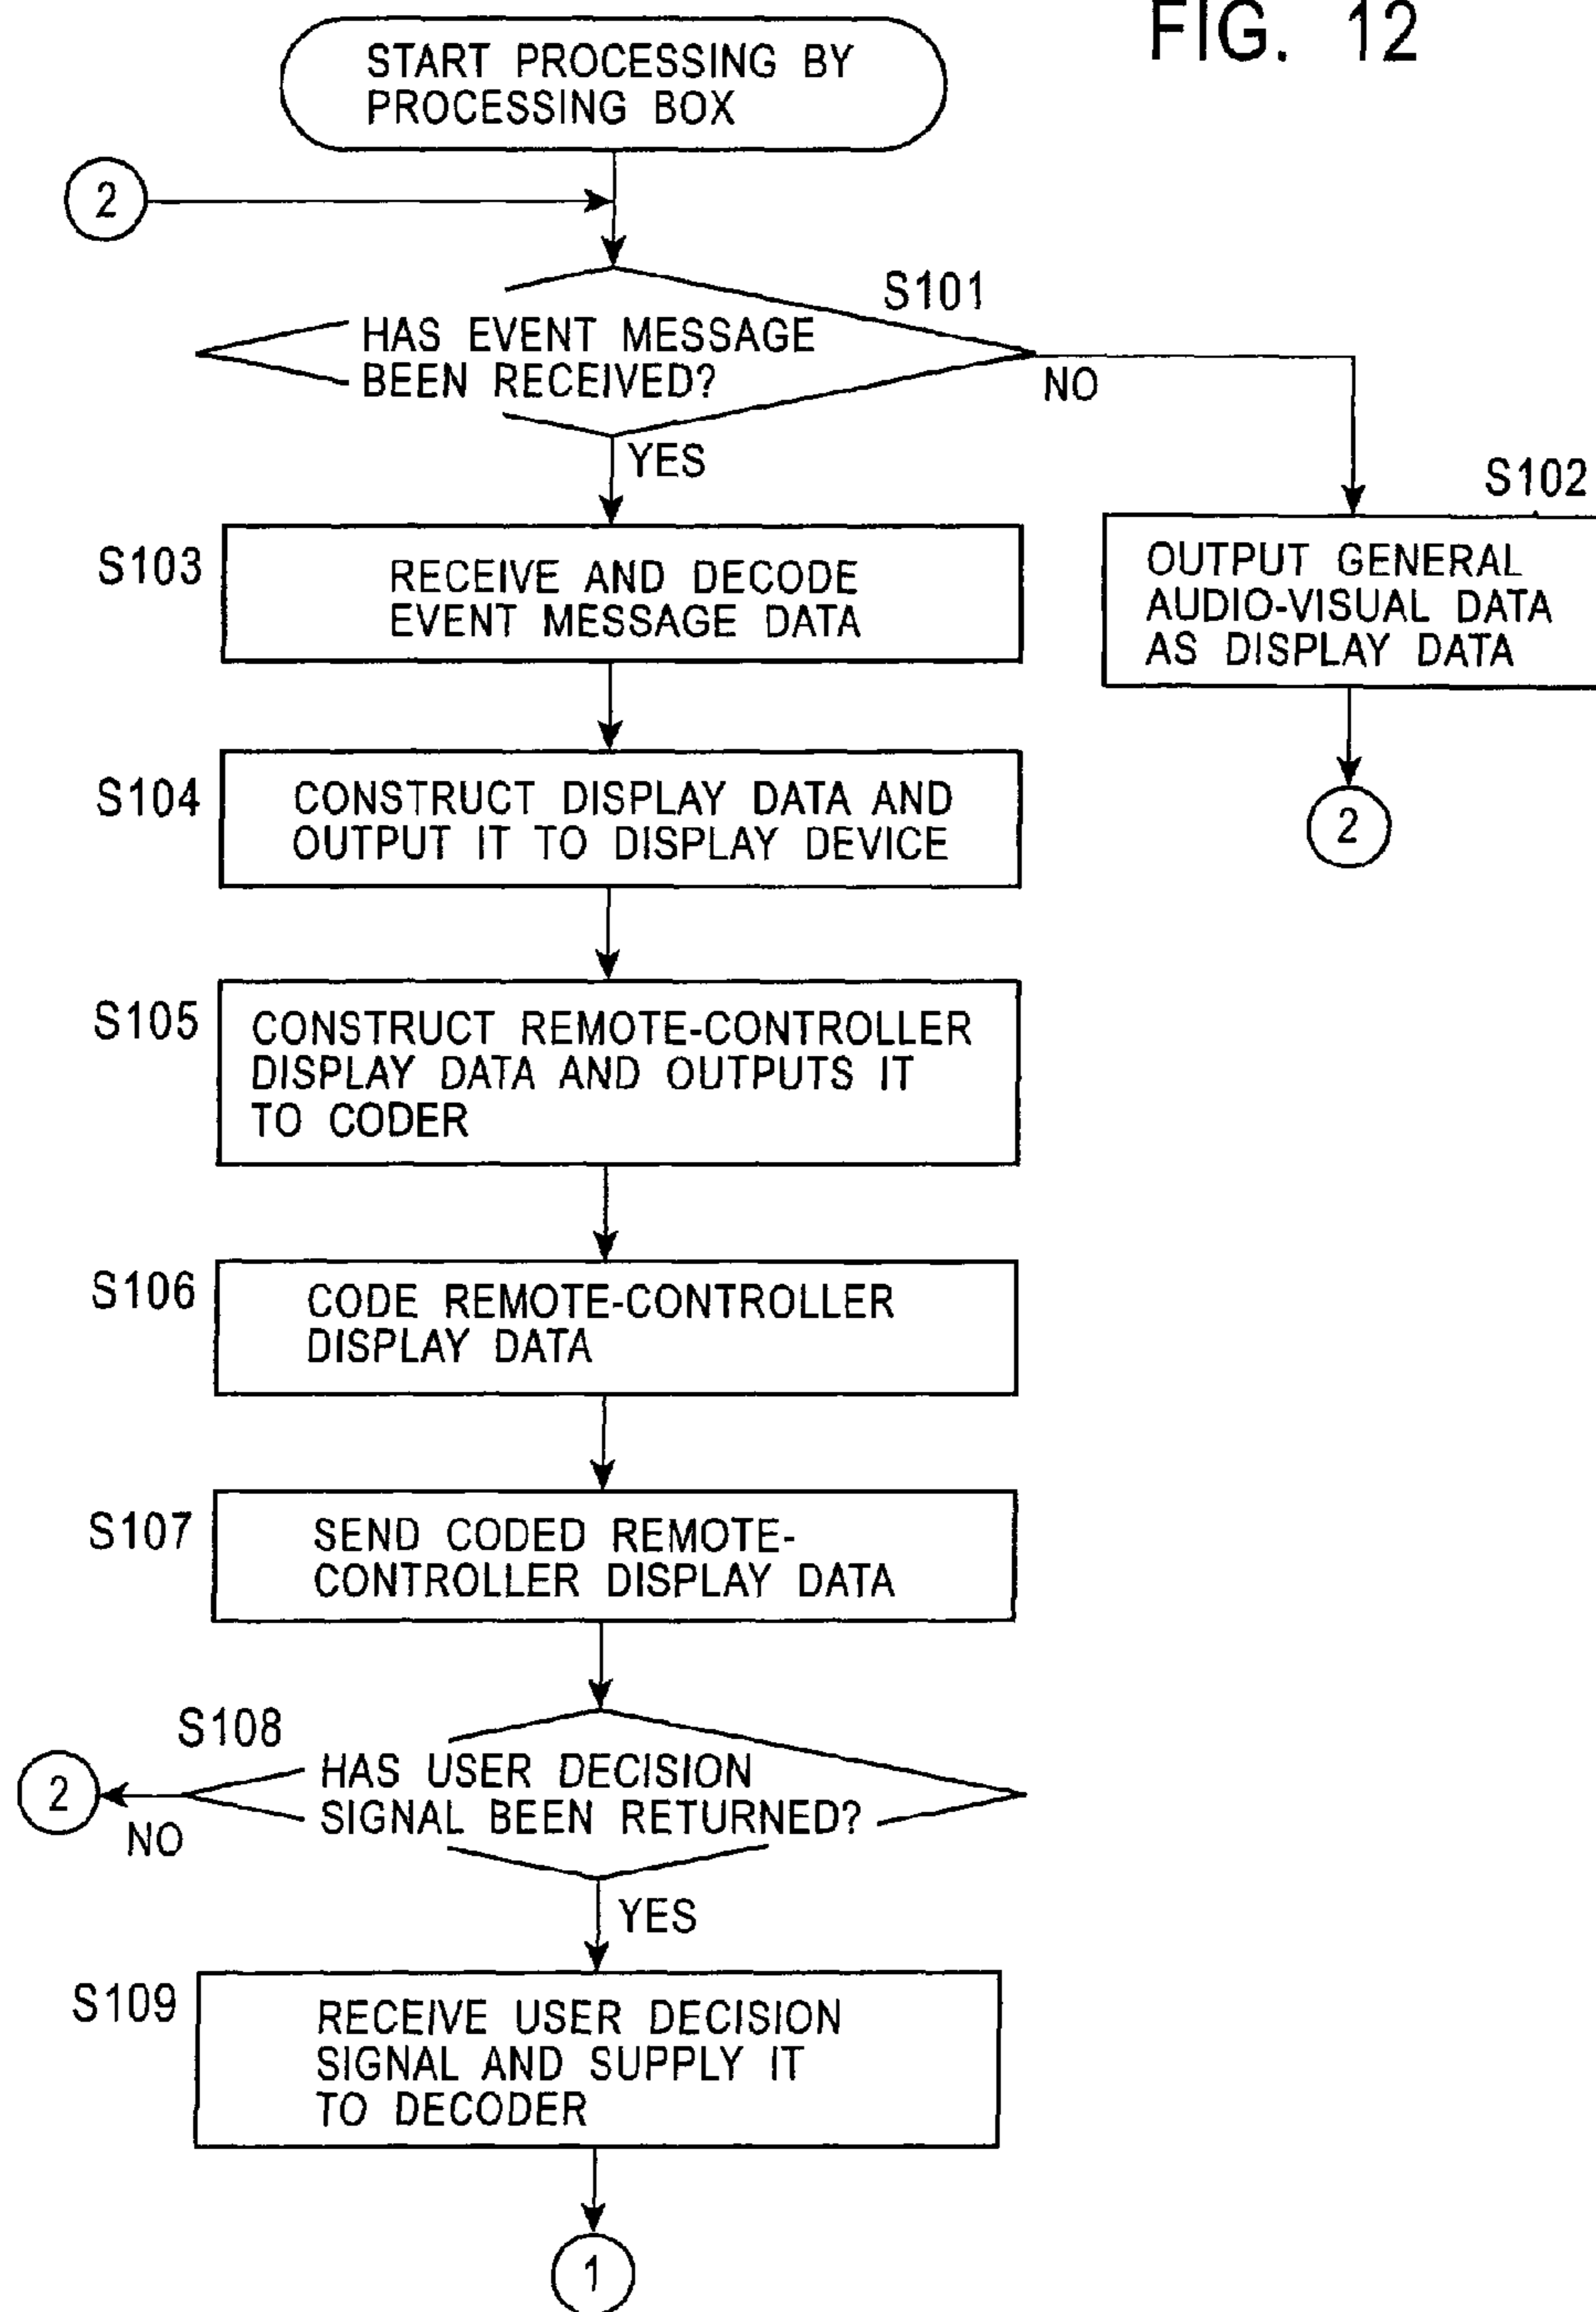 FIG. 12
START PROCESSING BY
PROCESSING BOX
2
S101
HAS EVENT MESSAGE
BEEN RECEIVED?
NO
YES
S102
OUTPUT GENERAL
AUDIO-VISUAL DATA
AS DISPLAY DATA
2
S103
RECEIVE AND DECODE
EVENT MESSAGE DATA
S104
CONSTRUCT DISPLAY DATA AND
OUTPUT IT TO DISPLAY DEVICE
S105
CONSTRUCT REMOTE-CONTROLLER
DISPLAY DATA AND OUTPUTS IT
TO CODER
S106
CODE REMOTE-CONTROLLER
DISPLAY DATA
S107
SEND CODED REMOTE-
CONTROLLER DISPLAY DATA
S108
HAS USER DECISION
SIGNAL BEEN RETURNED?
2
NO
YES
S109
RECEIVE USER DECISION
SIGNAL AND SUPPLY IT
TO DECODER
1